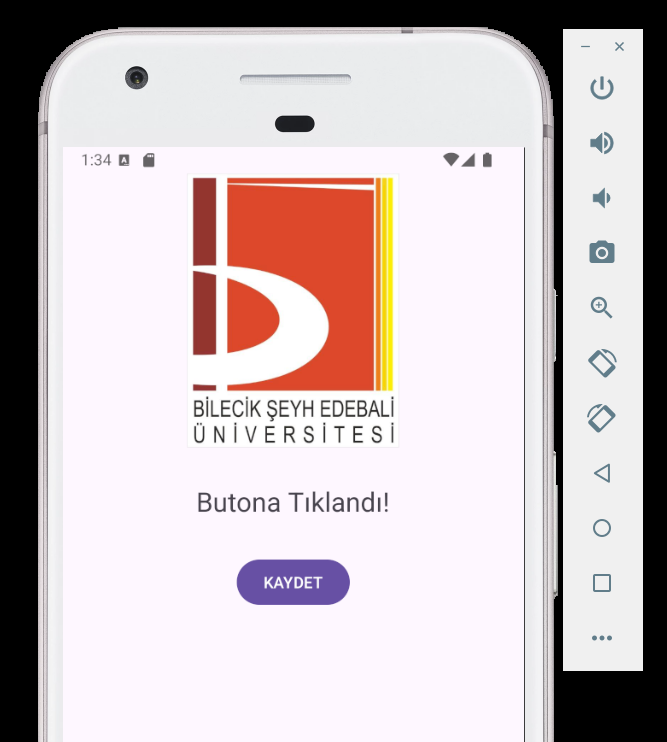 1:34
BİLECİK ŞEYH EDEBALİ
ÜNİVERSİTESİ
Butona Tıklandı!
KAYDET